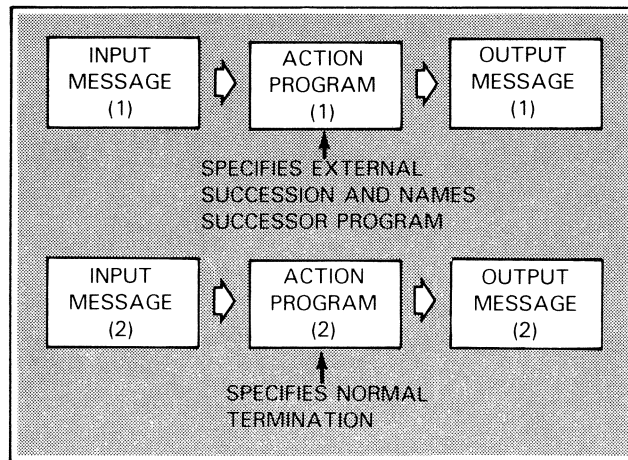 INPUT
MESSAGE
(1)
ACTION
PROGRAM
(1)
OUTPUT
MESSAGE
(1)
SPECIFIES EXTERNAL
SUCCESSION AND NAMES
SUCCESSOR PROGRAM
INPUT
MESSAGE
(2)
ACTION
PROGRAM
(2)
OUTPUT
MESSAGE
(2)
SPECIFIES NORMAL
TERMINATION